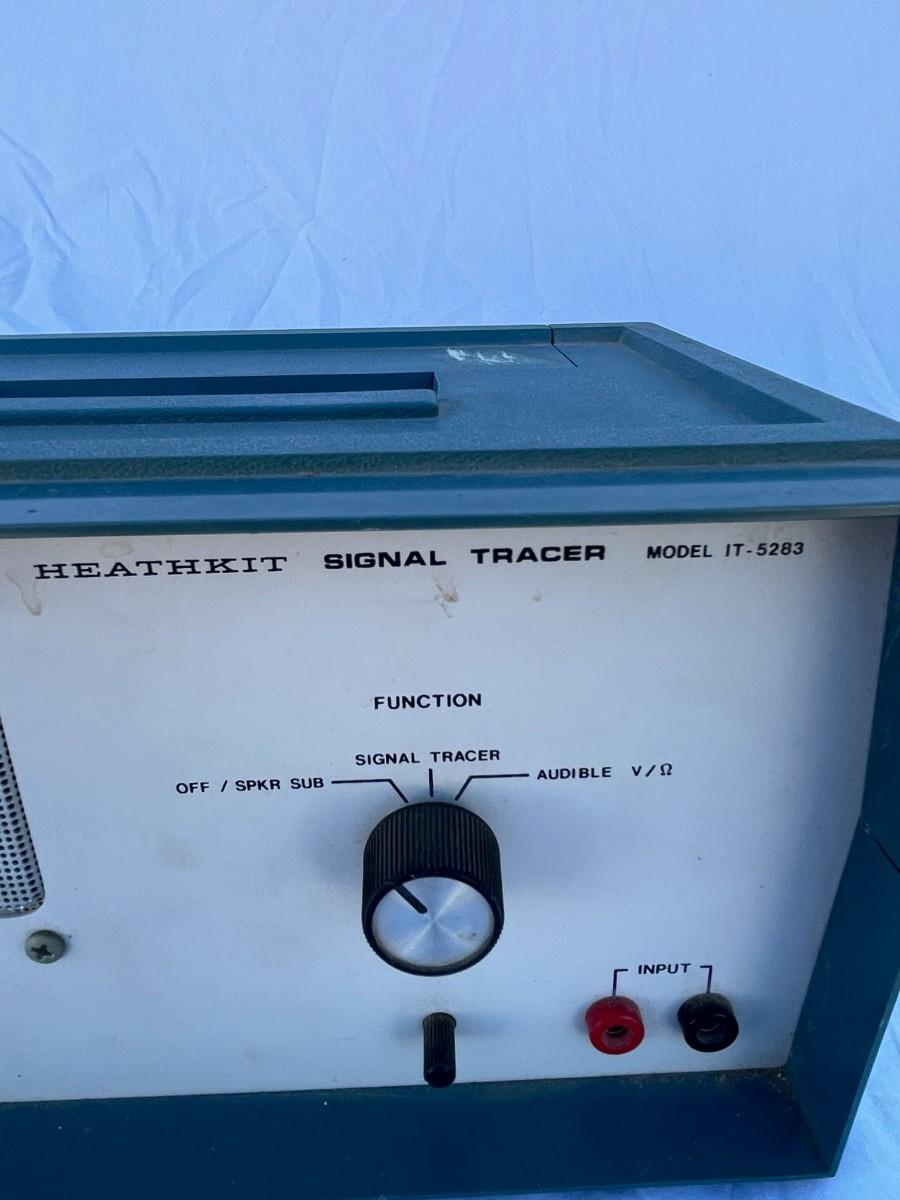 HEATHKIT SIGNAL TRACER MODEL IT-5283
FUNCTION
SIGNAL TRACER
OFF / SPKR SUB
AUDIBLE V/Ω
INPUT